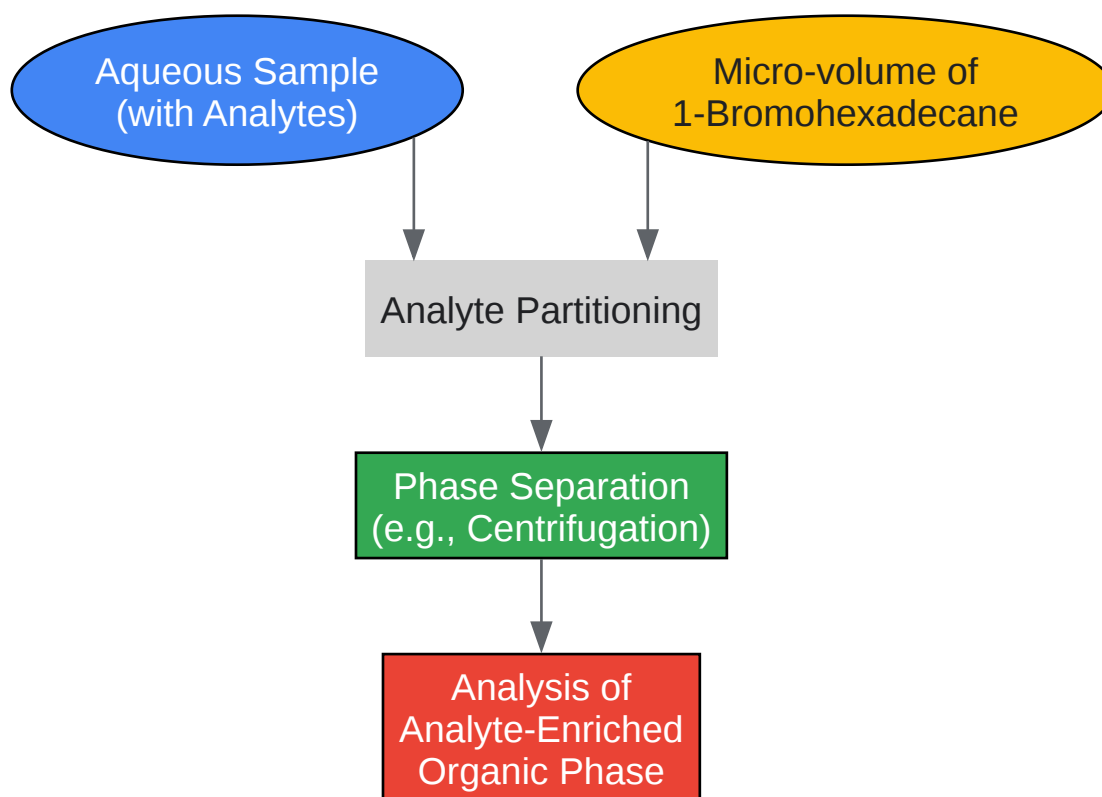 Aqueous Sample
(with Analytes)
Micro-volume of
1-Bromohexadecane
Analyte Partitioning
Phase Separation
(e.g., Centrifugation)
Analysis of
Analyte-Enriched
Organic Phase